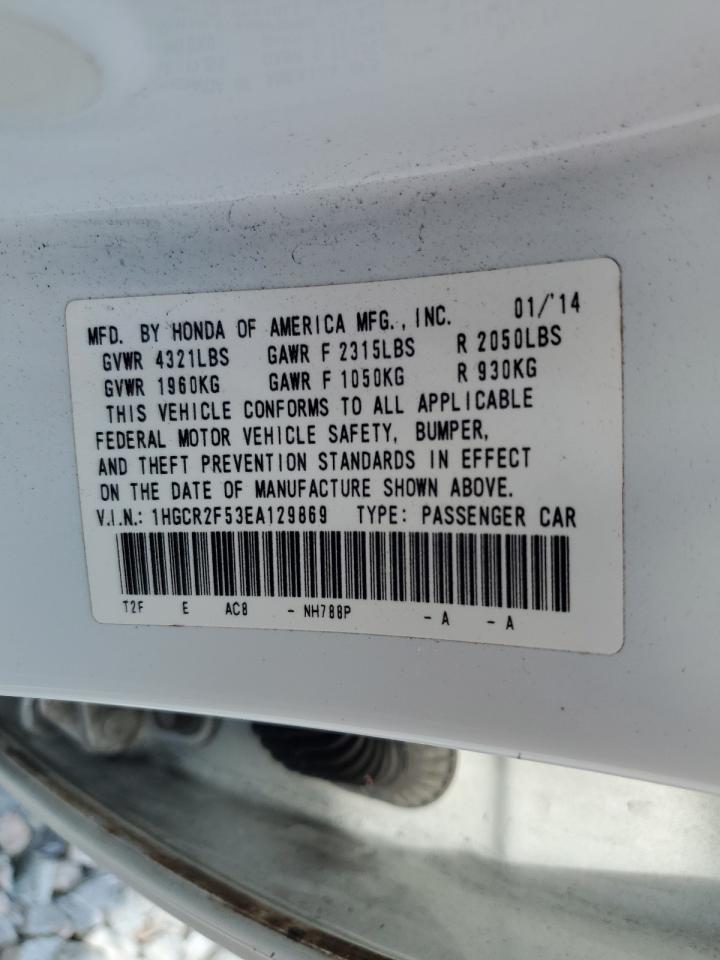 MFD. BY HONDA OF AMERICA MFG., INC. 01/'14
GVWR 4321LBS GAWR F 2315LBS R 2050LBS
GVWR 1960KG GAWR F 1050KG R 930KG
THIS VEHICLE CONFORMS TO ALL APPLICABLE
FEDERAL MOTOR VEHICLE SAFETY, BUMPER,
AND THEFT PREVENTION STANDARDS IN EFFECT
ON THE DATE OF MANUFACTURE SHOWN ABOVE.
V.I.N.: 1HGCR2F53EA129869 TYPE: PASSENGER CAR
T2F E AC8 - NH788P - A - A